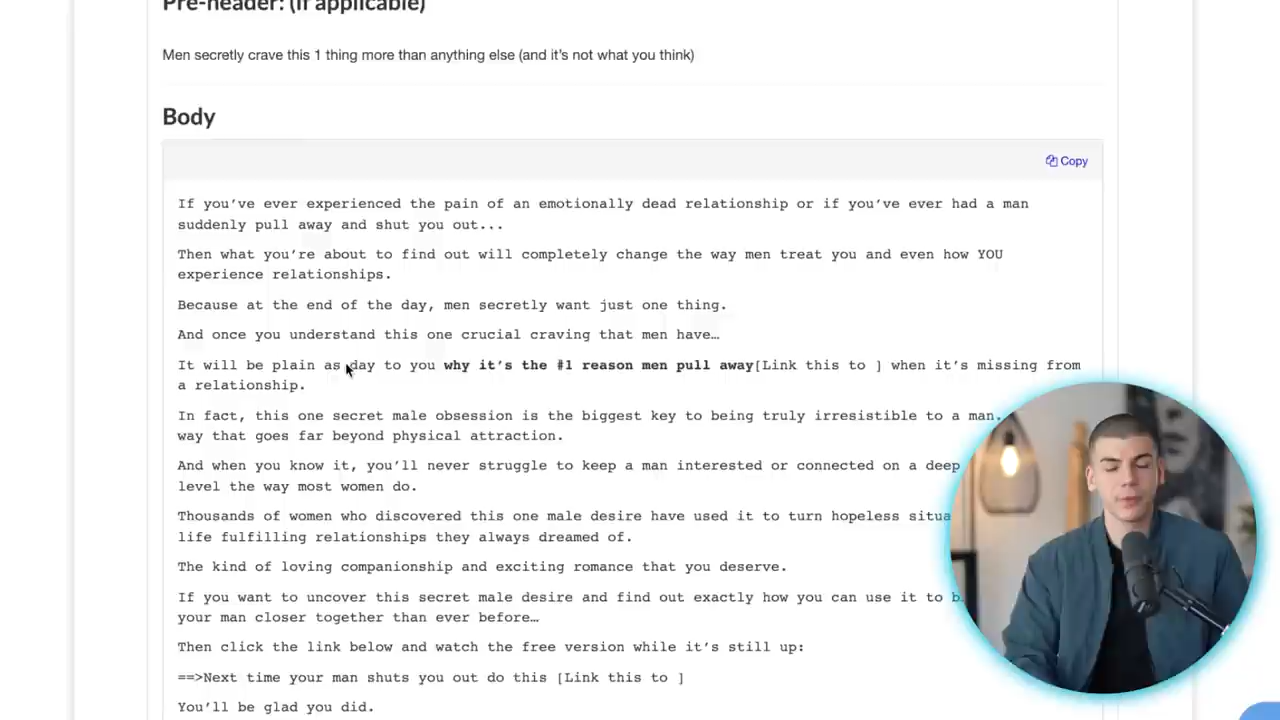 Pre-header: (if applicable)
Men secretly crave this 1 thing more than anything else (and it's not what you think)
Body
Copy
If you’ve ever experienced the pain of an emotionally dead relationship or if you’ve ever had a man
suddenly pull away and shut you out...
Then what you’re about to find out will completely change the way men treat you and even how YOU
experience relationships.
Because at the end of the day, men secretly want just one thing.
And once you understand this one crucial craving that men have…
It will be plain as day to you why it’s the #1 reason men pull away[Link this to ] when it’s missing from
a relationship.
In fact, this one secret male obsession is the biggest key to being truly irresistible to a man.
way that goes far beyond physical attraction.
And when you know it, you’ll never struggle to keep a man interested or connected on a deep
level the way most women do.
Thousands of women who discovered this one male desire have used it to turn hopeless
life fulfilling relationships they always dreamed of.
The kind of loving companionship and exciting romance that you deserve.
If you want to uncover this secret male desire and find out exactly how you can use it to
your man closer together than ever before…
Then click the link below and watch the free version while it’s still up:
==>Next time your man shuts you out do this [Link this to ]
You’ll be glad you did.